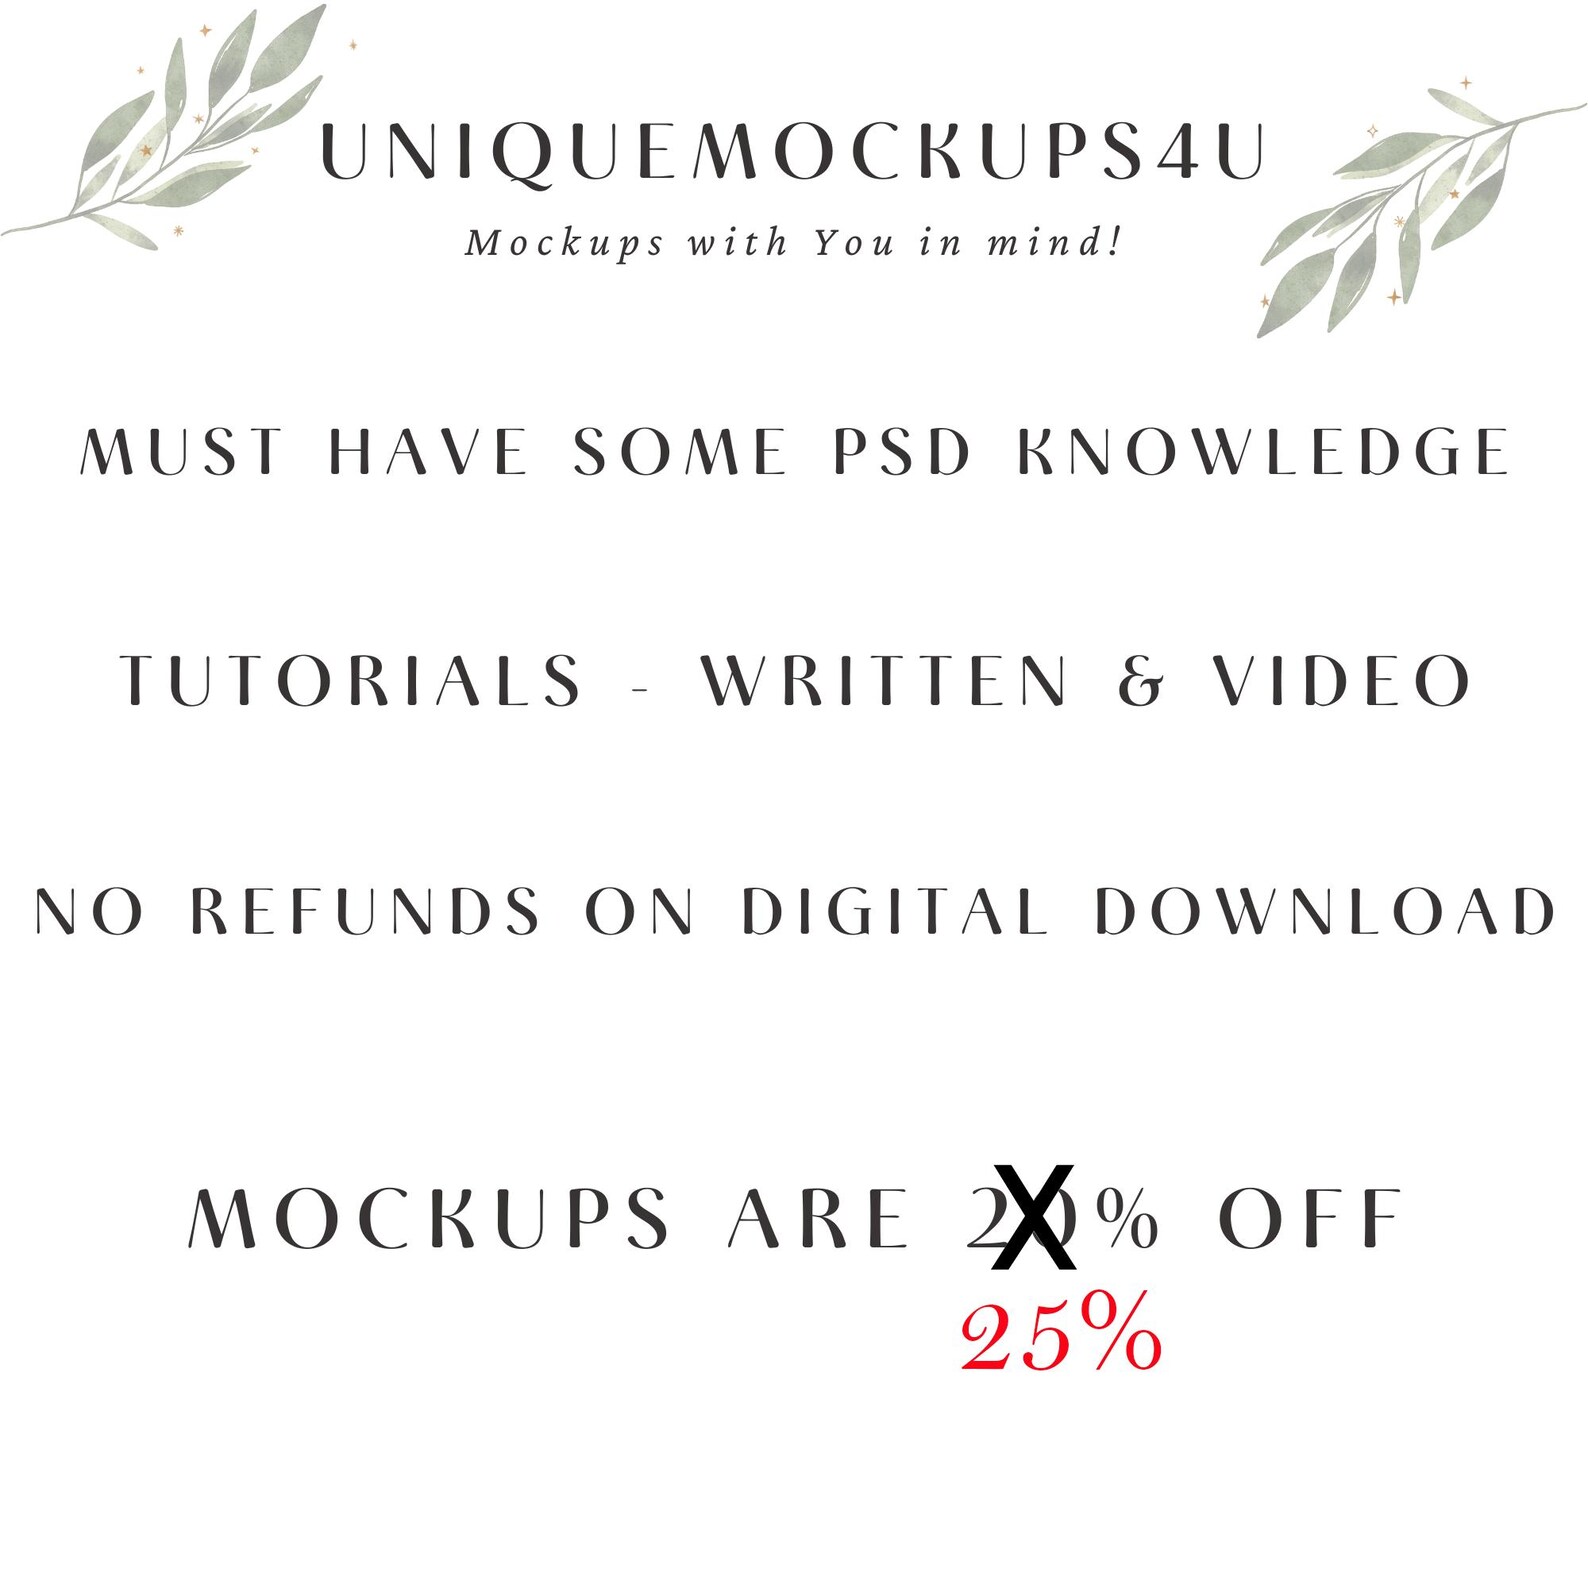 UNIQUEMOCKUPS4U
Mockups with You in mind!
MUST HAVE SOME PSD KNOWLEDGE
TUTORIALS - WRITTEN & VIDEO
NO REFUNDS ON DIGITAL DOWNLOAD
MOCKUPS ARE 20% OFF
X
25%